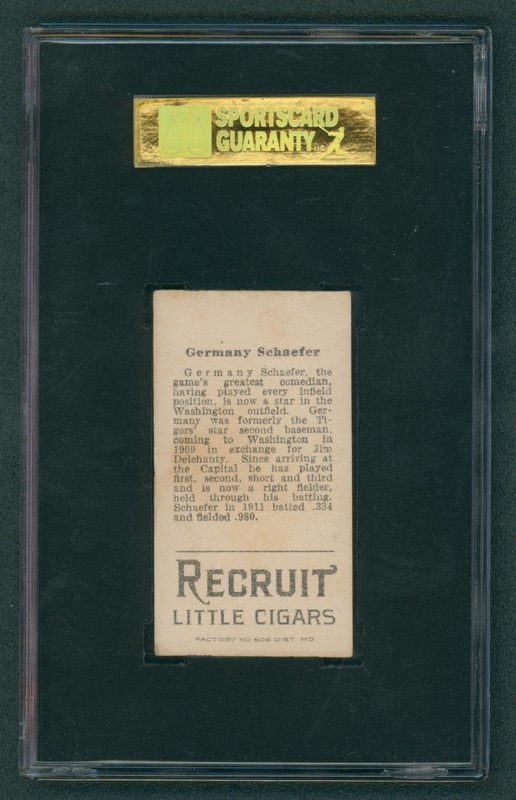 SPORTSCARD
GUARANTY LLC
Germany Schaefer
Germany Schaefer, the
game's greatest comedian,
having played every infield
position, is now a star in the
Washington outfield. Ger-
many was formerly the Ti-
gers' star second baseman,
coming to Washington in
1909 in exchange for Jim
Delehanty. Since arriving at
the Capital he has played
first, second, short and third
and is now a right fielder,
held through his batting.
Schaefer in 1911 batted .334
and fielded .980.
RECRUIT
LITTLE CIGARS
FACTORY NO 606 DIST. MD